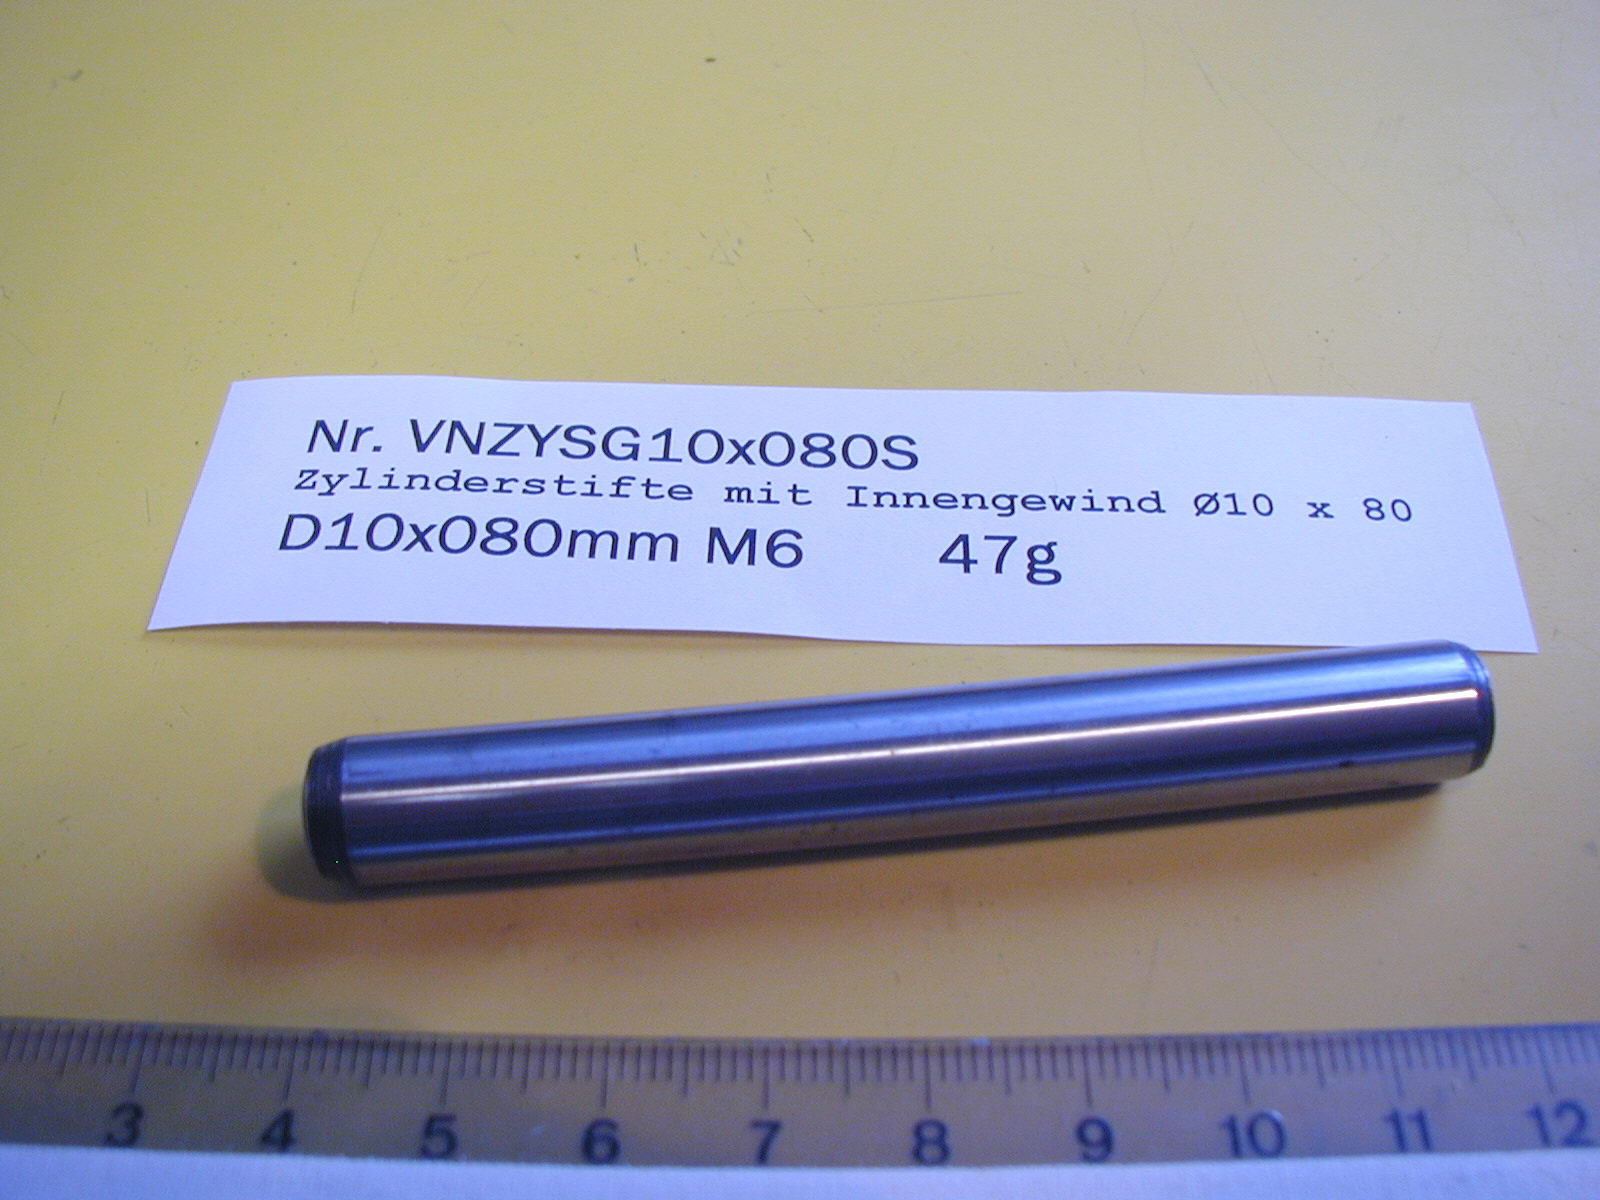 Nr. VNZYSG10x080S
Zylinderstifte mit Innengewind Ø10 x 80
D10x080mm M6 47g
3 4 5 6 7 8 9 10 11 12